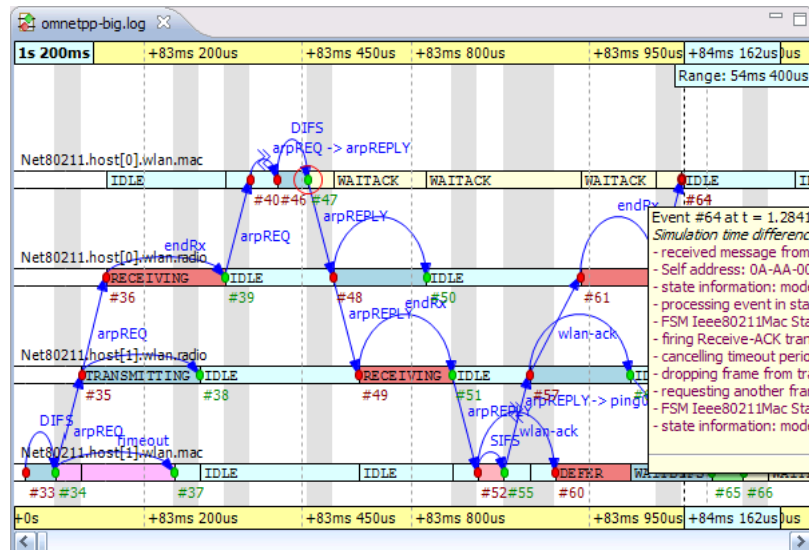 omnetpp-big.log
1s 200ms +83ms 200us +83ms 450us +83ms 800us +83ms 950us +84ms 162us 0us
Range: 54ms 400us
DIFS
arpREQ -> arpREPLY
Net80211.host[0].wlan.mac
IDLE WAITACK WAITACK WAITACK IDLE
#40 #46 #47 #64
arpREPLY endRx
endRx arpREQ
Net80211.host[0].wlan.radio
RECEIVING IDLE IDLE
#36 #39 #48 #50 #61
arpREPLY endRx
arpREQ wlan-ack
Net80211.host[1].wlan.radio
TRANSMITTING IDLE RECEIVING IDLE
#35 #38 #49 #51 #57
DIFS arpREQ timeout arpREPLY arpREPLY -> ping0
SIFS wlan-ack
Net80211.host[1].wlan.mac
IDLE IDLE DEFER
#33 #34 #37 #52 #55 #60 #65 #66
Event #64 at t = 1.2841
Simulation time differenc
- received message from
- Self address: 0A-AA-00
- state information: mode
- processing event in sta
- FSM Ieee80211Mac Sta
- firing Receive-ACK tran
- cancelling timeout perio
- dropping frame from tra
- requesting another fran
- FSM Ieee80211Mac Sta
- state information: mode
+0s +83ms 200us +83ms 450us +83ms 800us +83ms 950us +84ms 162us 0us